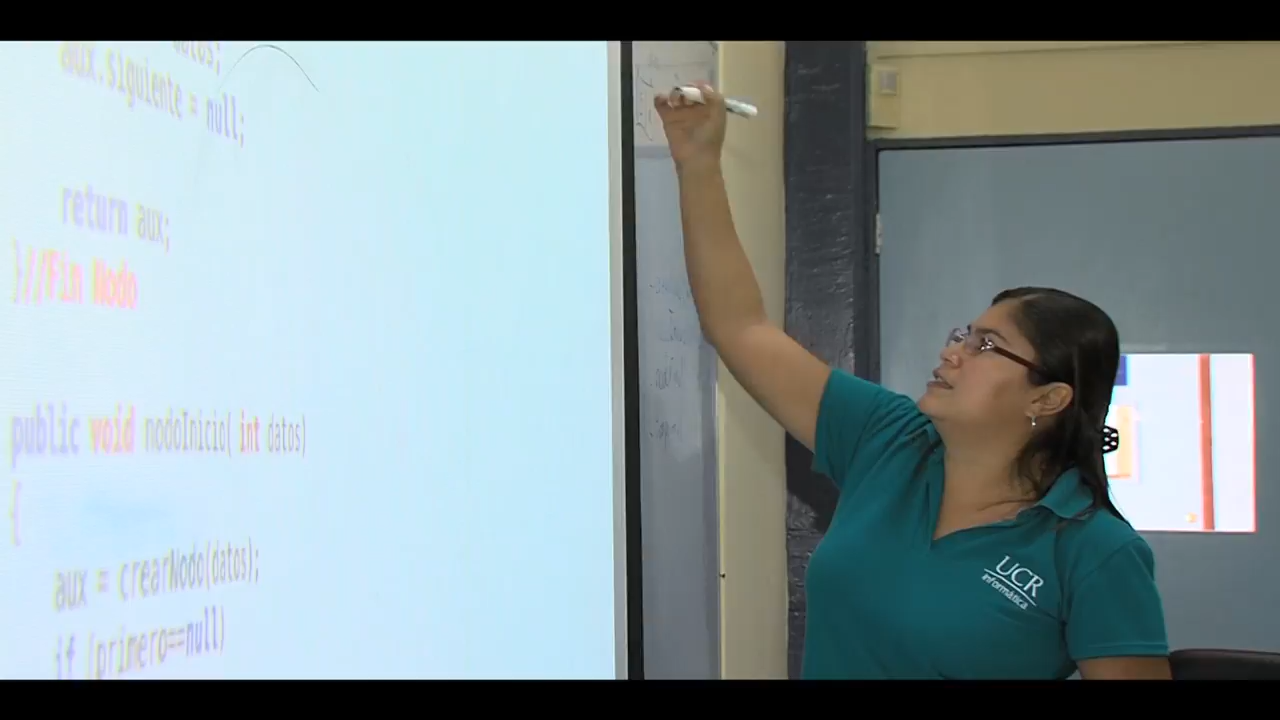 datos;
aux.siguiente = null;
return aux;
}//Fin Nodo
public void nodoInicio( int datos)
{
aux = crearNodo(datos);
if (primero==null)
UCR
informática